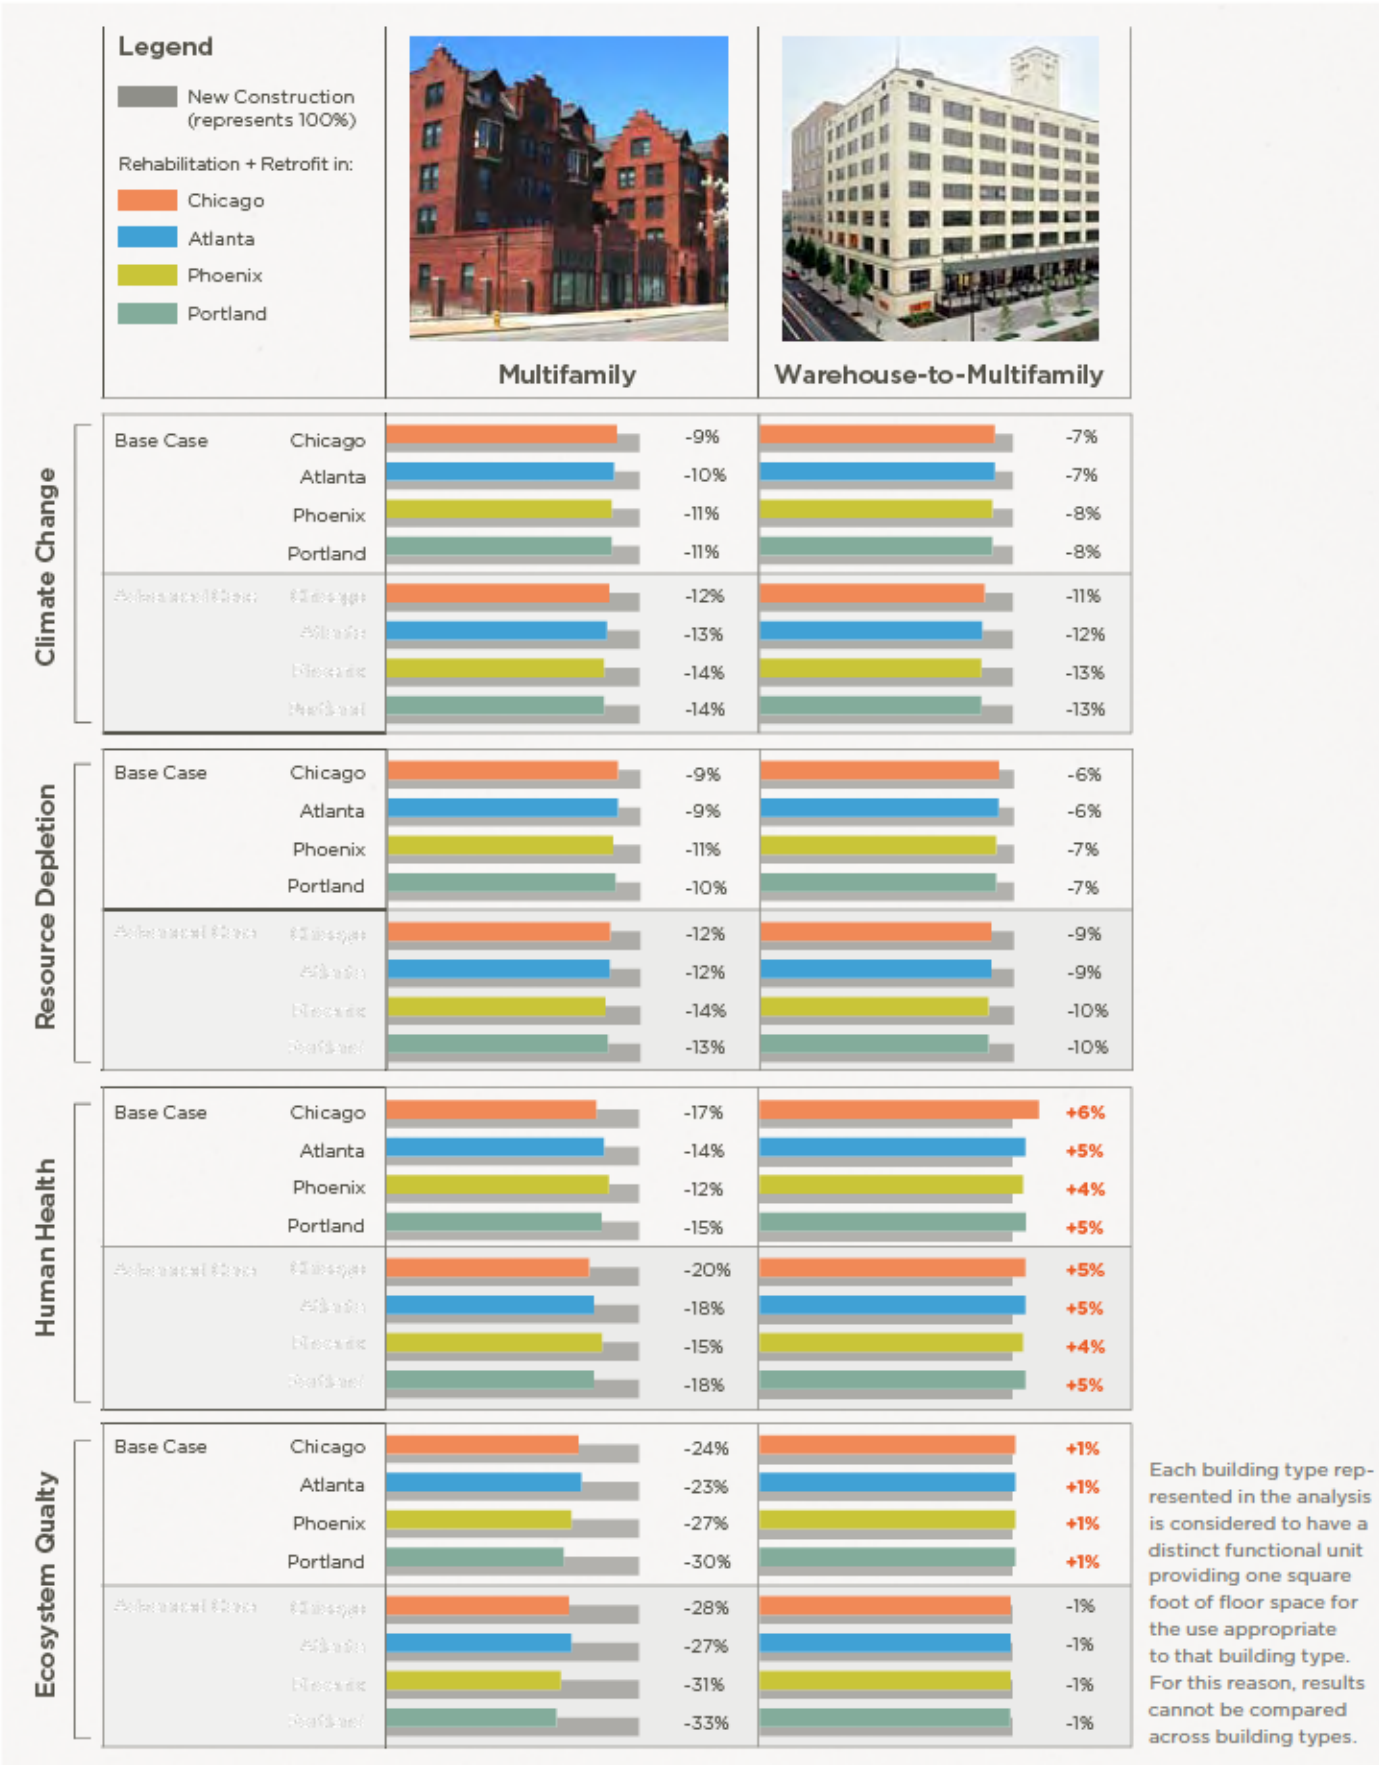 Legend
New Construction
(represents 100%)
Rehabilitation + Retrofit in:
Chicago
Atlanta
Phoenix
Portland
Multifamily
Warehouse-to-Multifamily
Climate Change
Base Case Chicago -9% -7%
Atlanta -10% -7%
Phoenix -11% -8%
Portland -11% -8%
-12% -11%
-13% -12%
-14% -13%
-14% -13%
Resource Depletion
Base Case Chicago -9% -6%
Atlanta -9% -6%
Phoenix -11% -7%
Portland -10% -7%
-12% -9%
-12% -9%
-14% -10%
-13% -10%
Human Health
Base Case Chicago -17% +6%
Atlanta -14% +5%
Phoenix -12% +4%
Portland -15% +5%
-20% +5%
-18% +5%
-15% +4%
-18% +5%
Ecosystem Qualty
Base Case Chicago -24% +1%
Atlanta -23% +1%
Phoenix -27% +1%
Portland -30% +1%
-28% -1%
-27% -1%
-31% -1%
-33% -1%
Each building type rep-
resented in the analysis
is considered to have a
distinct functional unit
providing one square
foot of floor space for
the use appropriate
to that building type.
For this reason, results
cannot be compared
across building types.